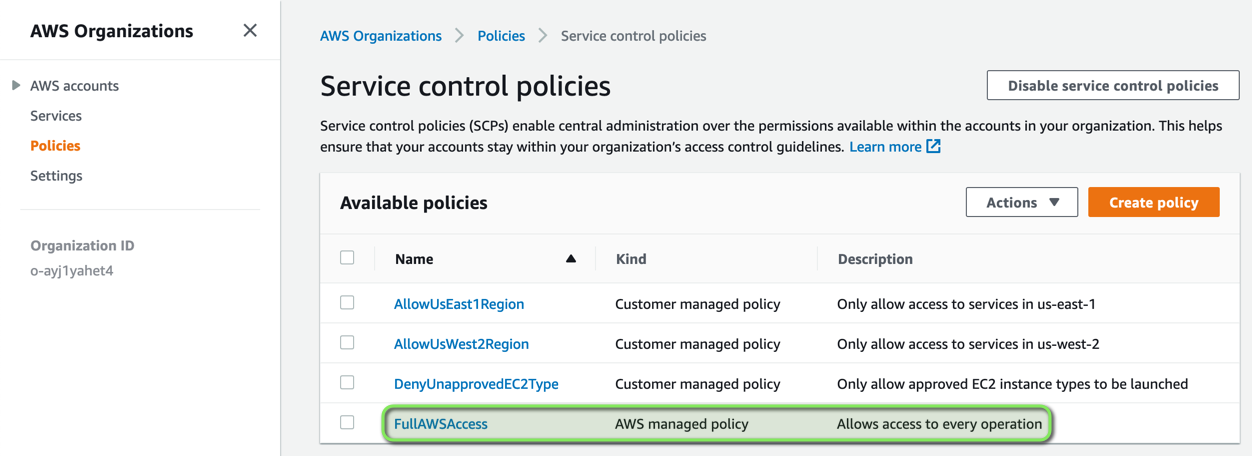 AWS Organizations
AWS accounts
Services
Policies
Settings
Organization ID
o-ayj1yahet4
AWS Organizations Policies Service control policies
Service control policies
Disable service control policies
Service control policies (SCPs) enable central administration over the permissions available within the accounts in your organization. This helps
ensure that your accounts stay within your organization's access control guidelines. Learn more
Available policies
Actions
Create policy
Name Kind Description
AllowUsEast1Region Customer managed policy Only allow access to services in us-east-1
AllowUsWest2Region Customer managed policy Only allow access to services in us-west-2
DenyUnapprovedEC2Type Customer managed policy Only allow approved EC2 instance types to be launched
FullAWSAccess AWS managed policy Allows access to every operation